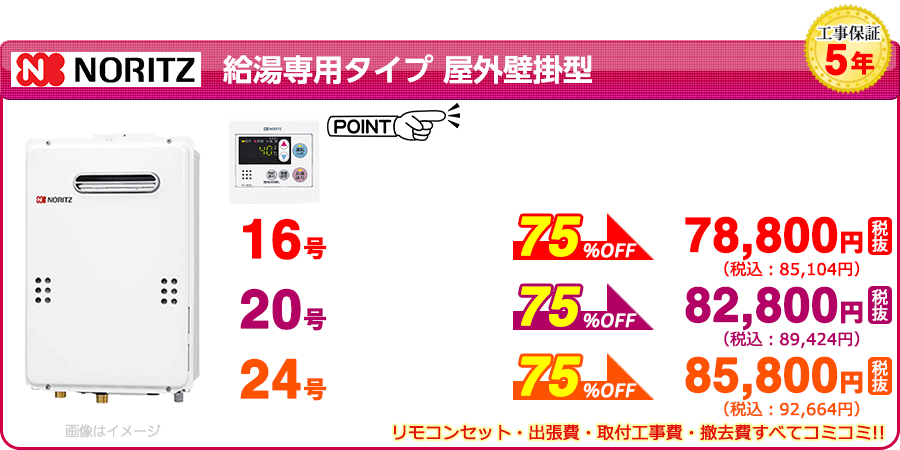 工事保証
5年
NORITZ 給湯専用タイプ 屋外壁掛型
NORITZ
POINT
40
NORITZ
16号 75%OFF 78,800円 税抜
（税込：85,104円）
20号 75%OFF 82,800円 税抜
（税込：89,424円）
24号 75%OFF 85,800円 税抜
（税込：92,664円）
画像はイメージ
リモコンセット・出張費・取付工事費・撤去費すべてコミコミ!!